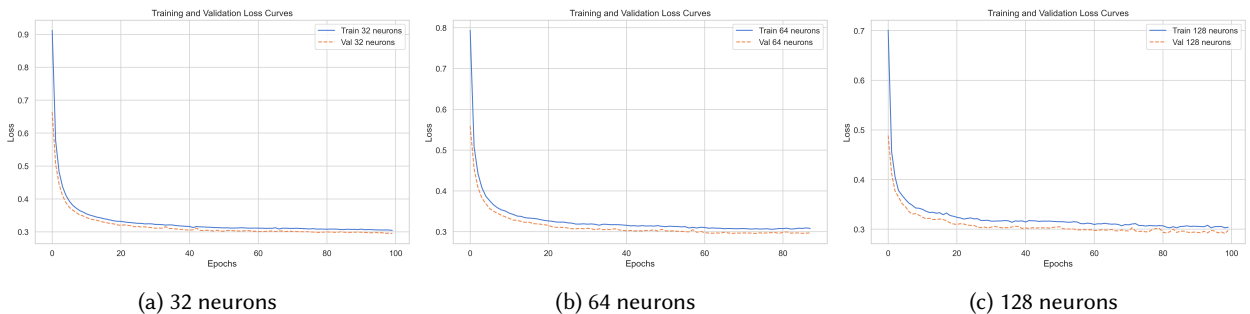 Training and Validation Loss Curves
Train 32 neurons
Val 32 neurons
Loss
0.9
0.8
0.7
0.6
0.5
0.4
0.3
0 20 40 60 80 100
Epochs
(a) 32 neurons
Training and Validation Loss Curves
Train 64 neurons
Val 64 neurons
Loss
0.8
0.7
0.6
0.5
0.4
0.3
0 20 40 60 80
Epochs
(b) 64 neurons
Training and Validation Loss Curves
Train 128 neurons
Val 128 neurons
Loss
0.7
0.6
0.5
0.4
0.3
0 20 40 60 80 100
Epochs
(c) 128 neurons